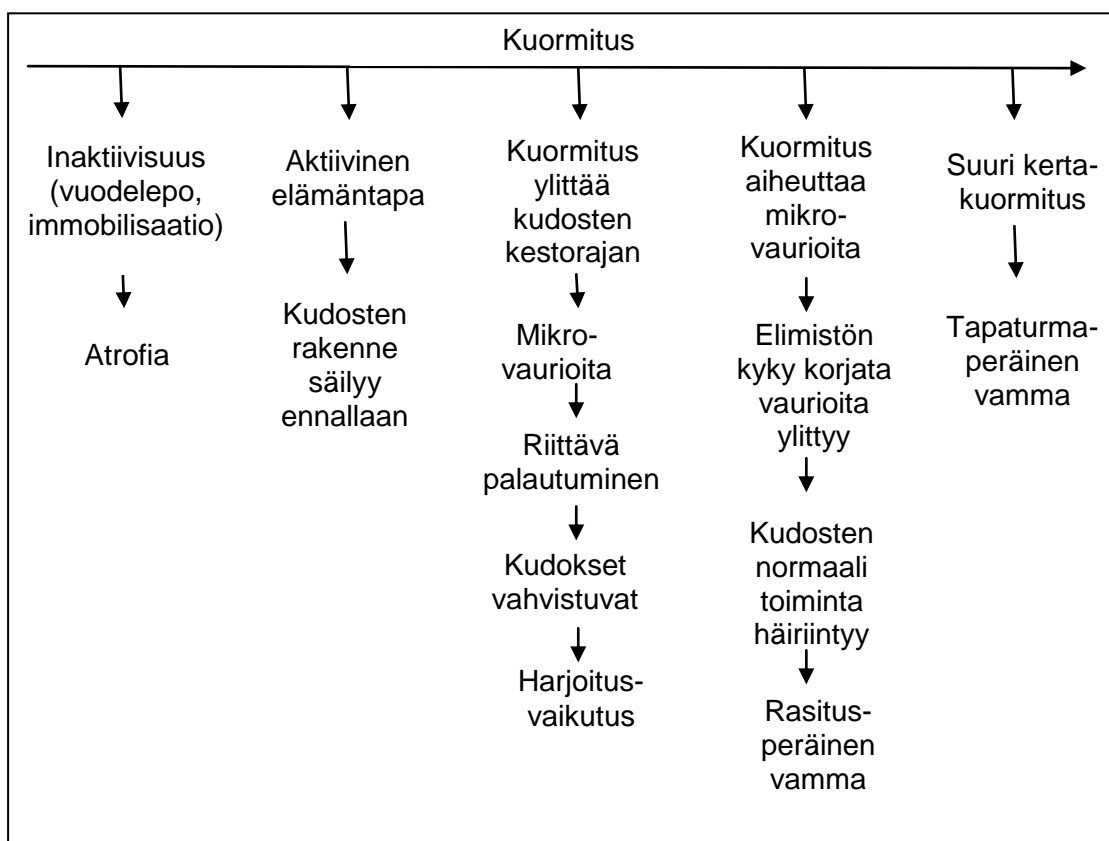 Kuormitus
Inaktiivisuus
(vuodelepo,
immobilisaatio)
Atrofia
Aktiivinen
elämäntapa
Kudosten
rakenne
säilyy
ennallaan
Kuormitus
ylittää
kudosten
kestorajan
Mikro-
vaurioita
Riittävä
palautuminen
Kudokset
vahvistuvat
Harjoitus-
vaikutus
Kuormitus
aiheuttaa
mikro-
vaurioita
Elimistön
kyky korjata
vaurioita
ylittyy
Kudosten
normaali
toiminta
häiriintyy
Rasitus-
peräinen
vamma
Suuri kerta-
kuormitus
Tapaturma-
peräinen
vamma